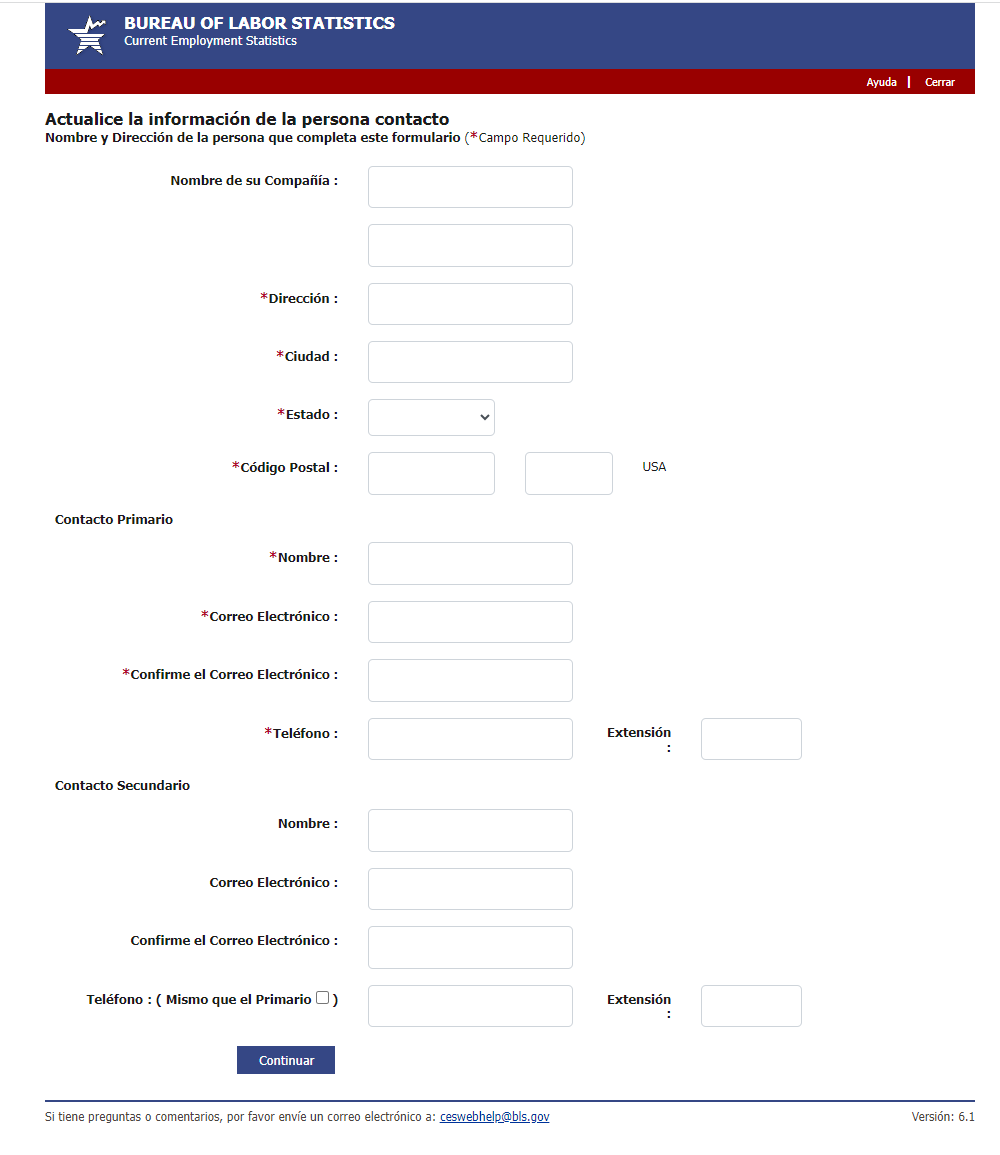 BUREAU OF LABOR STATISTICS
Current Employment Statistics
Ayuda | Cerrar
Actualice la información de la persona contacto
Nombre y Dirección de la persona que completa este formulario (*Campo Requerido)
Nombre de su Compañía :
*Dirección :
*Ciudad :
*Estado :
*Código Postal : USA
Contacto Primario
*Nombre :
*Correo Electrónico :
*Confirme el Correo Electrónico :
*Teléfono : Extensión :
Contacto Secundario
Nombre :
Correo Electrónico :
Confirme el Correo Electrónico :
Teléfono : ( Mismo que el Primario ) Extensión :
Continuar
Si tiene preguntas o comentarios, por favor envíe un correo electrónico a: ceswebhelp@bls.gov Versión: 6.1